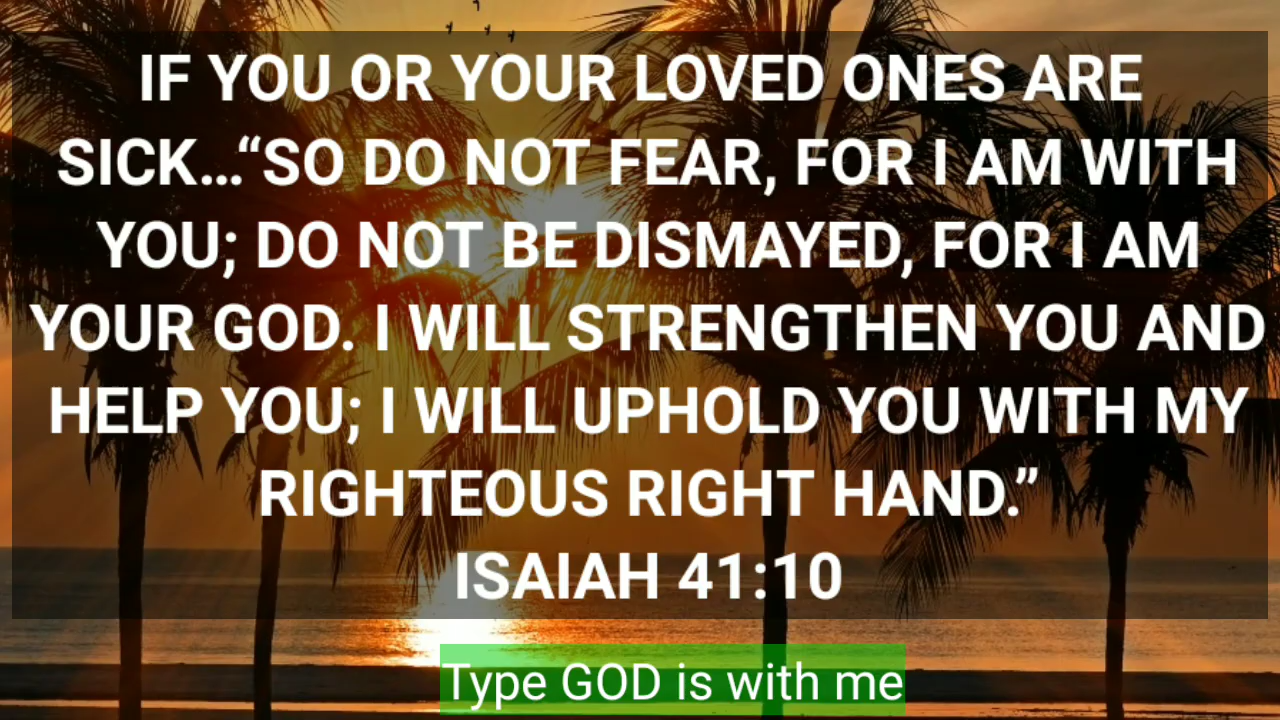 IF YOU OR YOUR LOVED ONES ARE
SICK...“SO DO NOT FEAR, FOR I AM WITH
YOU; DO NOT BE DISMAYED, FOR I AM
YOUR GOD. I WILL STRENGTHEN YOU AND
HELP YOU; I WILL UPHOLD YOU WITH MY
RIGHTEOUS RIGHT HAND.”
ISAIAH 41:10
Type GOD is with me